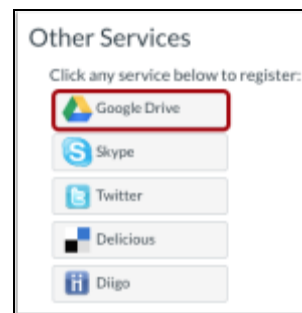 Other Services
Click any service below to register:
Google Drive
Skype
Twitter
Delicious
Diigo